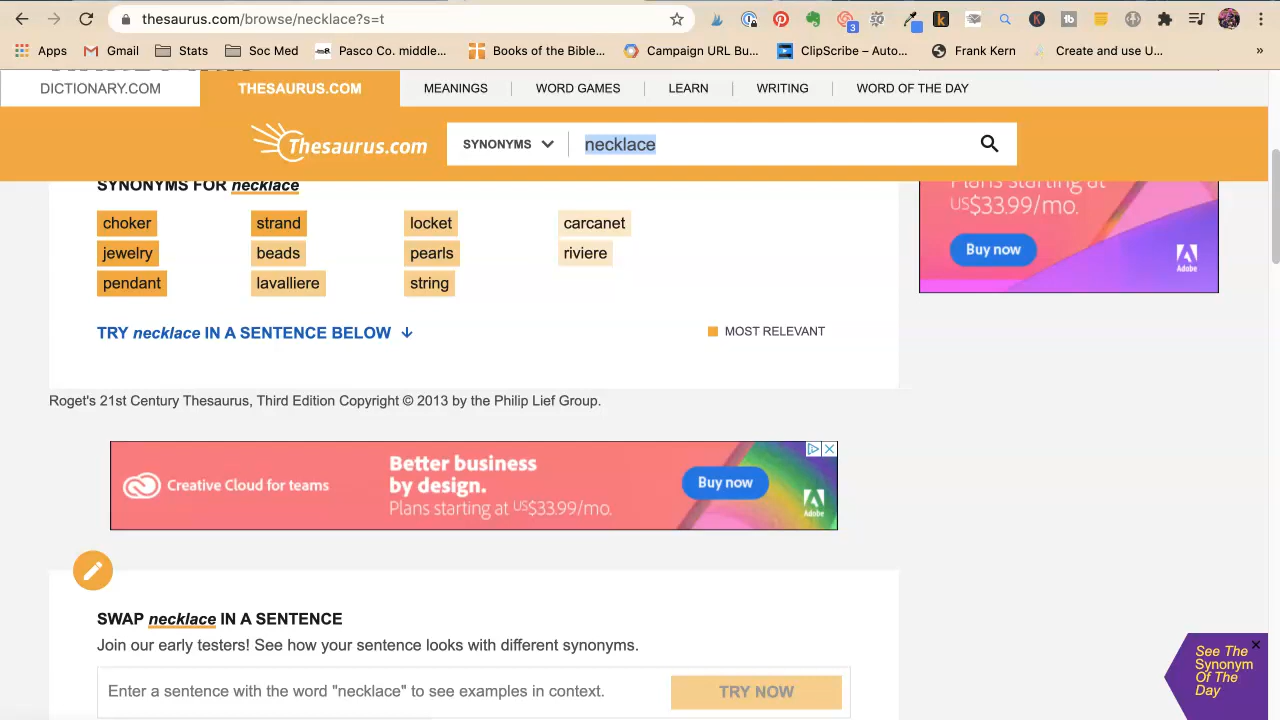 thesaurus.com/browse/necklace?s=t
3
Apps
Gmail
Stats
Soc Med
Pasco Co. middle...
Books of the Bible...
Campaign URL Bu...
ClipScribe – Auto...
Frank Kern
Create and use U...
»
DICTIONARY.COM
THESAURUS.COM
MEANINGS
WORD GAMES
LEARN
WRITING
WORD OF THE DAY
Thesaurus.com
SYNONYMS
necklace
SYNONYMS FOR necklace
choker
strand
locket
carcanet
jewelry
beads
pearls
riviere
pendant
lavalliere
string
TRY necklace IN A SENTENCE BELOW ↓
MOST RELEVANT
Plans starting at
US$33.99/mo.
Buy now
Adobe
Roget's 21st Century Thesaurus, Third Edition Copyright © 2013 by the Philip Lief Group.
Creative Cloud for teams
Better business
by design.
Plans starting at US$33.99/mo.
Buy now
Adobe
SWAP necklace IN A SENTENCE
Join our early testers! See how your sentence looks with different synonyms.
Enter a sentence with the word "necklace" to see examples in context.
TRY NOW
See The
Synonym
Of The
Day